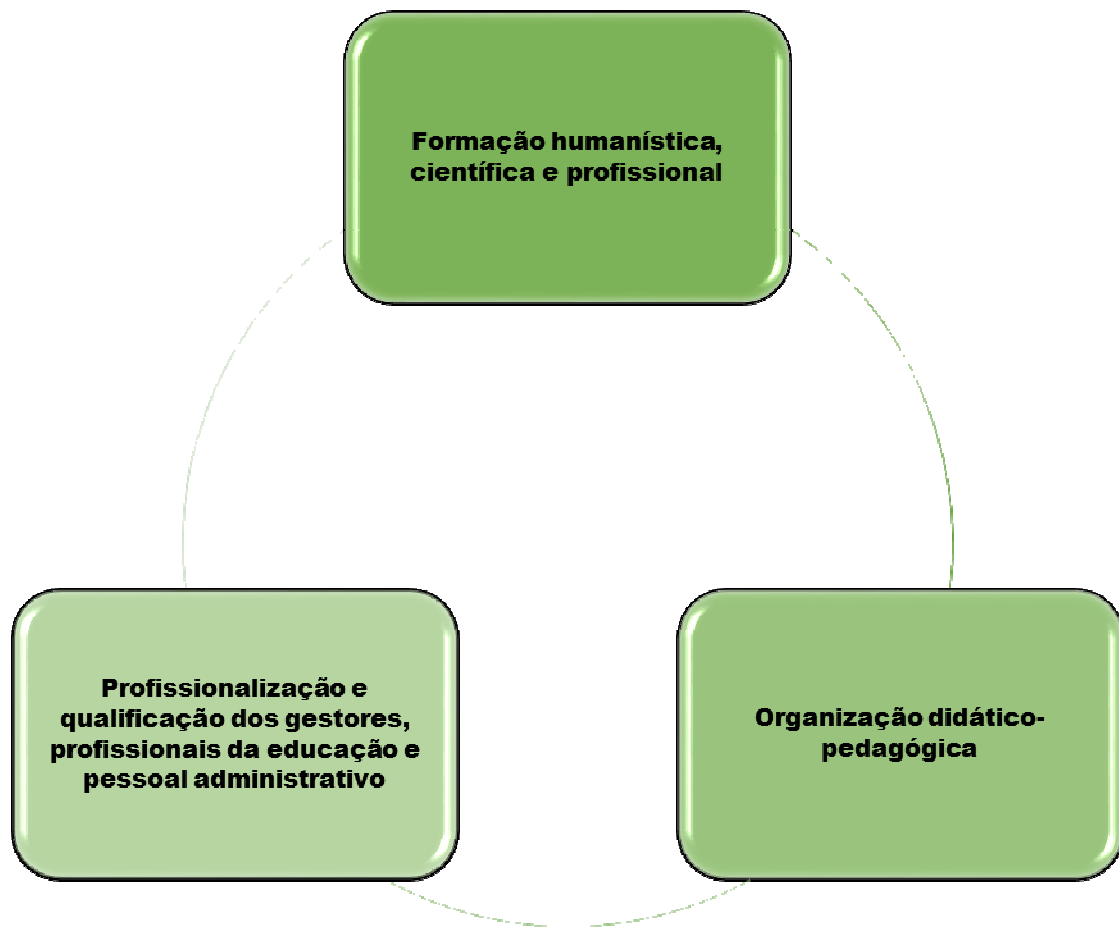 Formação humanística,
científica e profissional
Profissionalização e
qualificação dos gestores,
profissionais da educação e
pessoal administrativo
Organização didático-
pedagógica